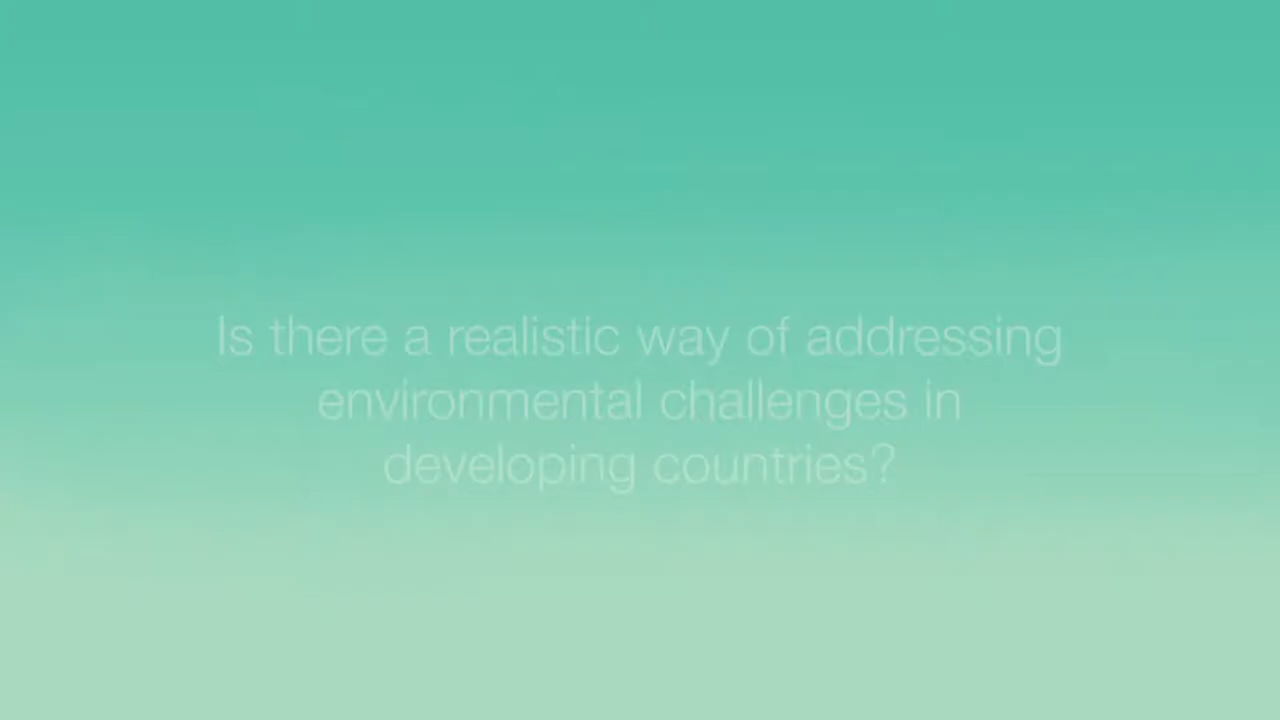 Is there a realistic way of addressing
environmental challenges in
developing countries?